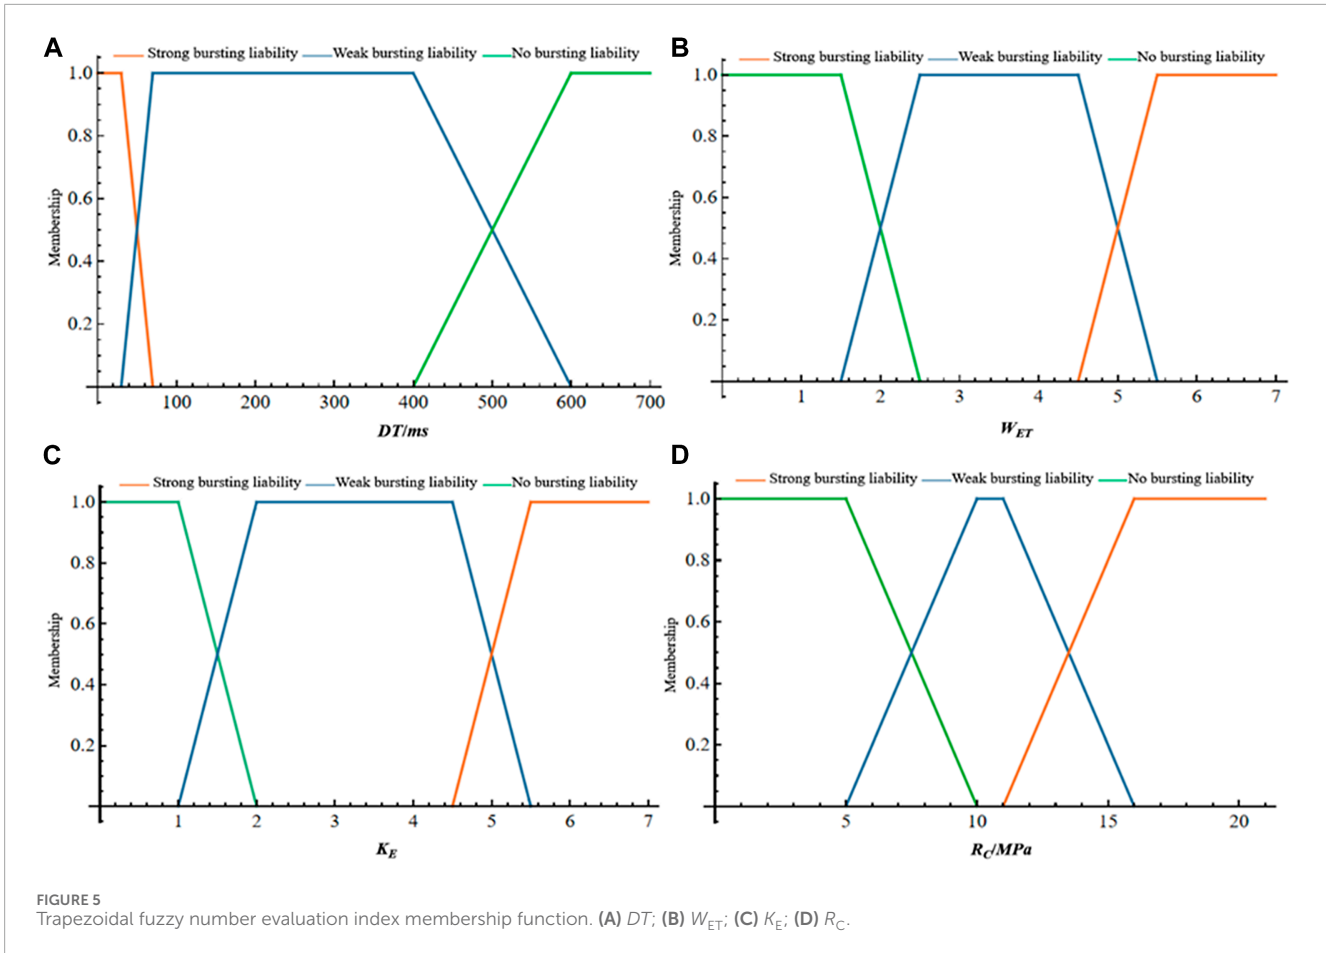 A
Strong bursting liability Weak bursting liability No bursting liability
1.0
0.8
0.6
0.4
0.2
Membership
100 200 300 400 500 600 700
DT/ms
B
Strong bursting liability Weak bursting liability No bursting liability
1.0
0.8
0.6
0.4
0.2
Membership
1 2 3 4 5 6 7
W_ET
C
Strong bursting liability Weak bursting liability No bursting liability
1.0
0.8
0.6
0.4
0.2
Membership
1 2 3 4 5 6 7
K_E
D
Strong bursting liability Weak bursting liability No bursting liability
1.0
0.8
0.6
0.4
0.2
Membership
5 10 15 20
R_C/MPa
FIGURE 5
Trapezoidal fuzzy number evaluation index membership function. (A) DT; (B) W_ET; (C) K_E; (D) R_C.